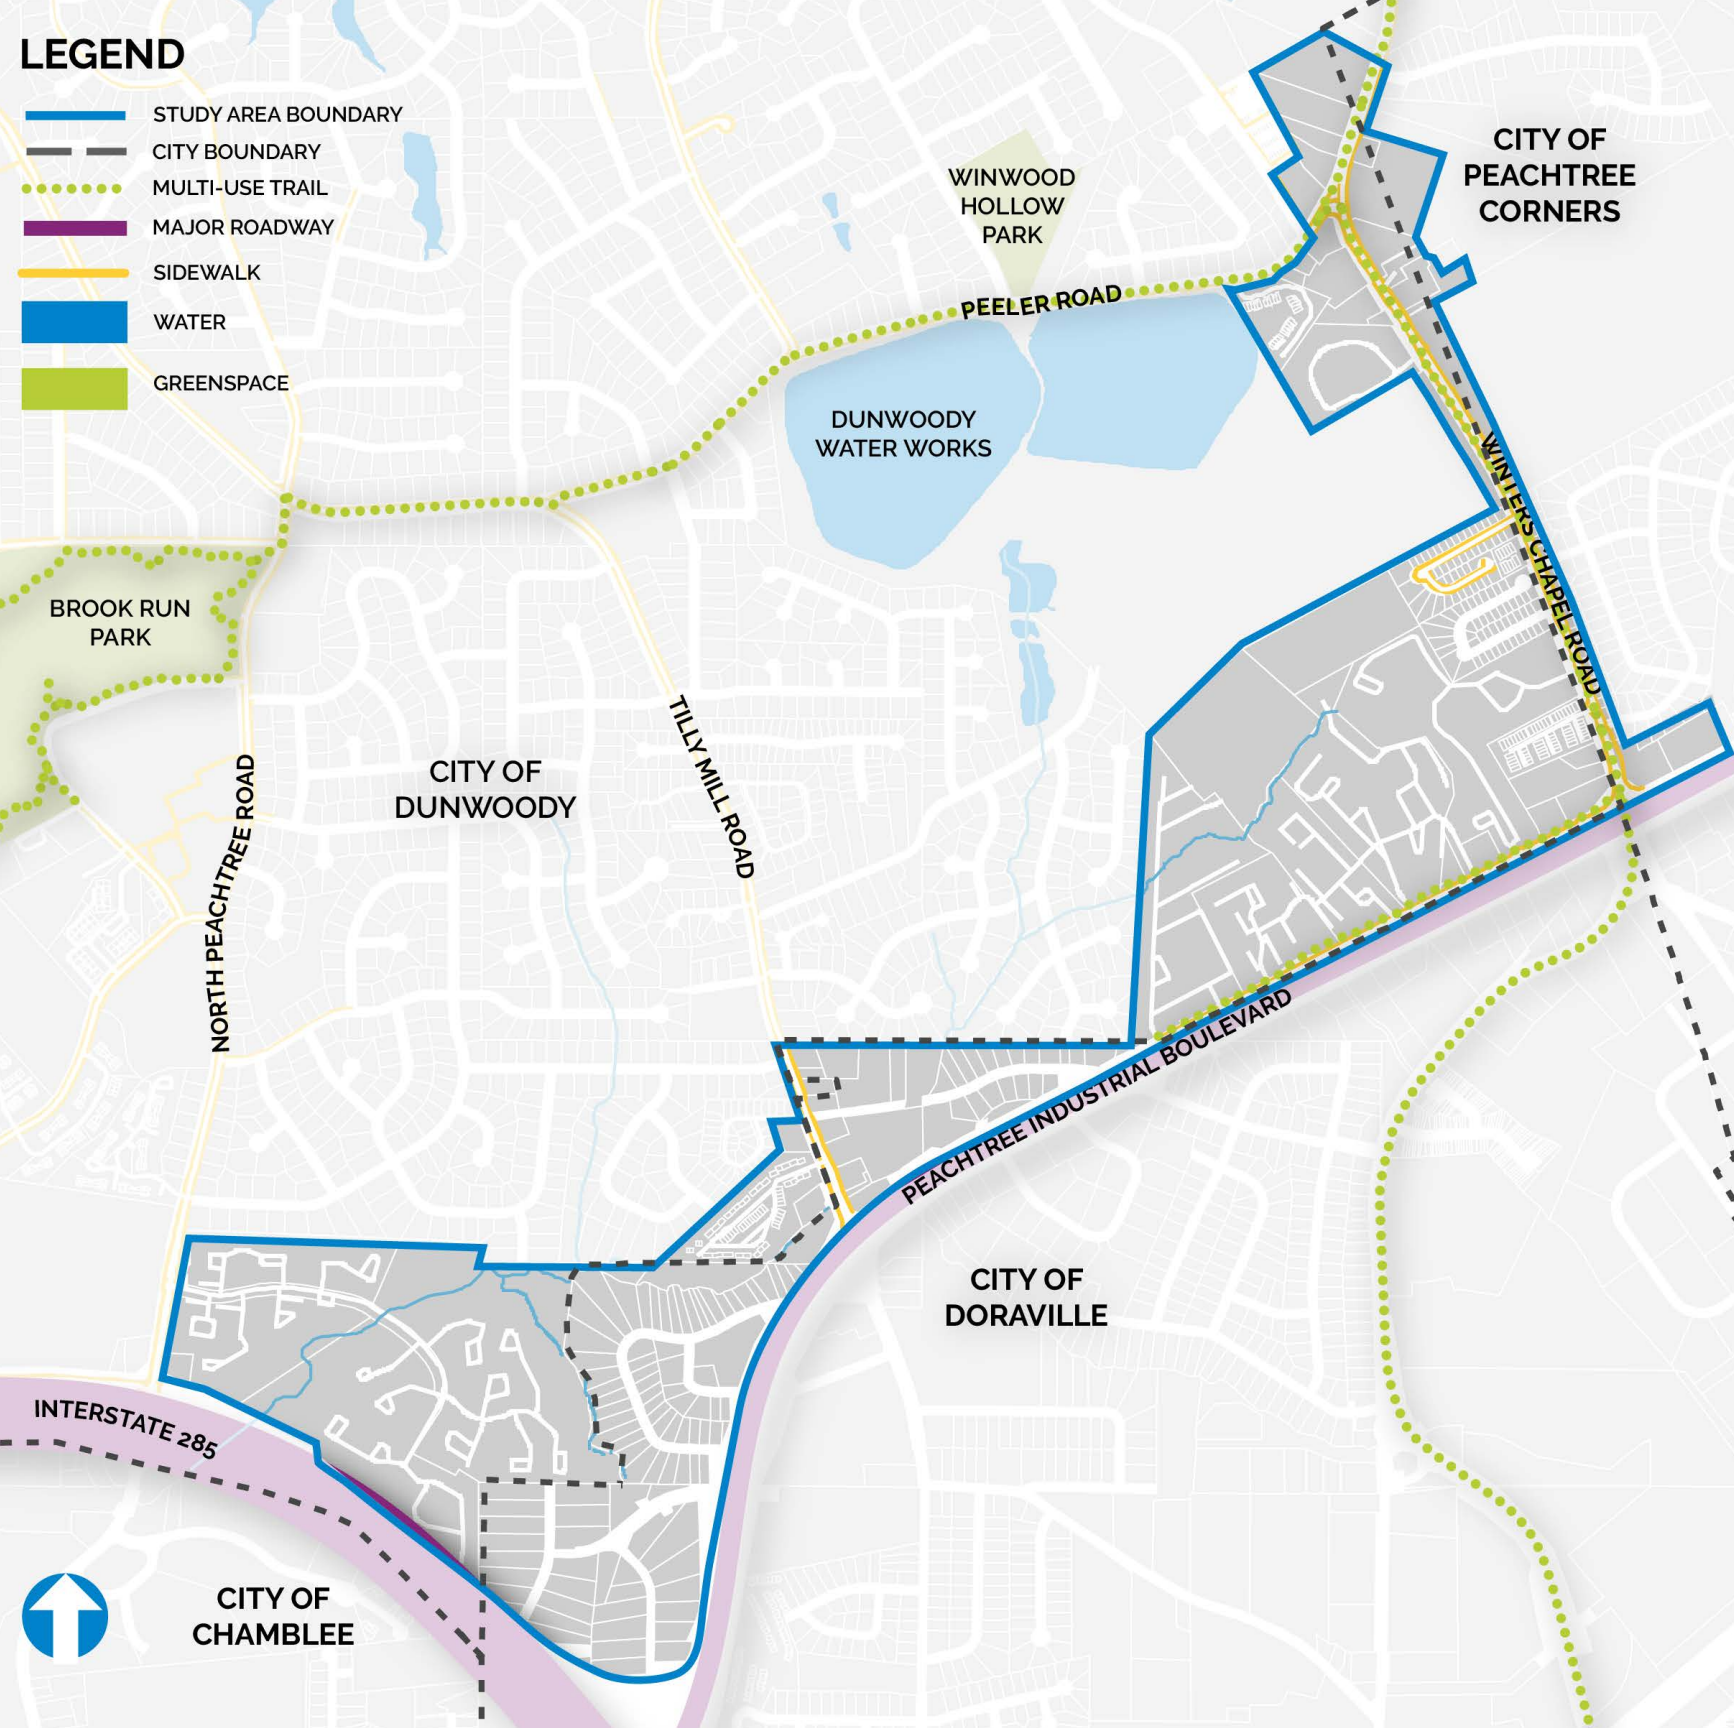 LEGEND
STUDY AREA BOUNDARY
CITY BOUNDARY
MULTI-USE TRAIL
MAJOR ROADWAY
SIDEWALK
WATER
GREENSPACE
CITY OF
PEACHTREE
CORNERS
WINWOOD
HOLLOW
PARK
PEELER ROAD
DUNWOODY
WATER WORKS
WINTERS CHAPEL ROAD
BROOK RUN
PARK
TILLY MILL ROAD
NORTH PEACHTREE ROAD
CITY OF
DUNWOODY
PEACHTREE INDUSTRIAL BOULEVARD
CITY OF
DORAVILLE
INTERSTATE 285
CITY OF
CHAMBLEE